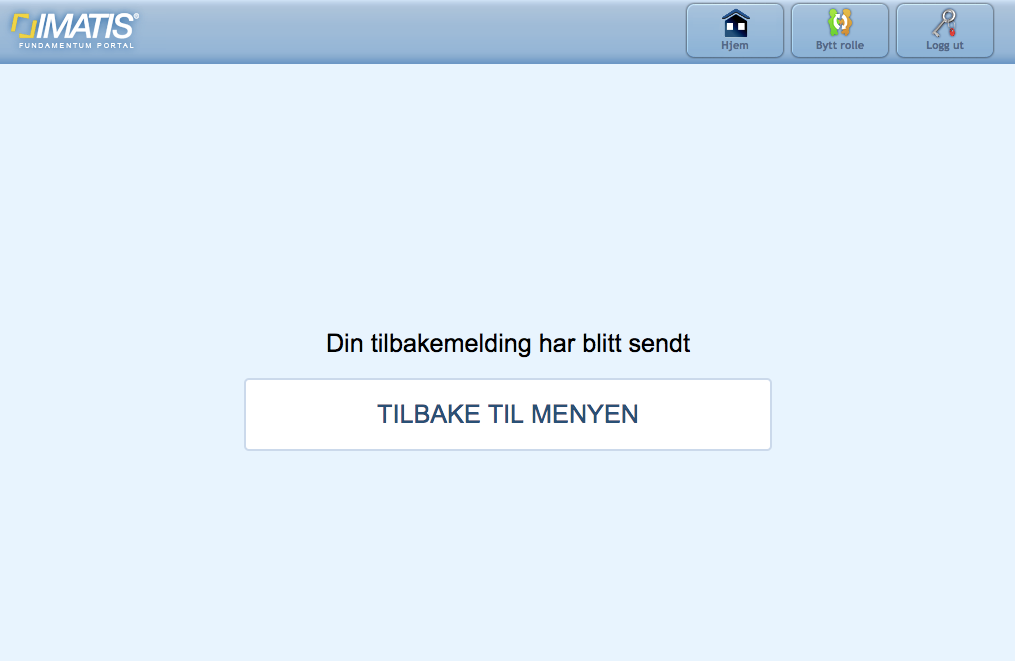 IMATIS®
FUNDAMENTUM PORTAL
Hjem
Bytt rolle
Logg ut
Din tilbakemelding har blitt sendt
TILBAKE TIL MENYEN